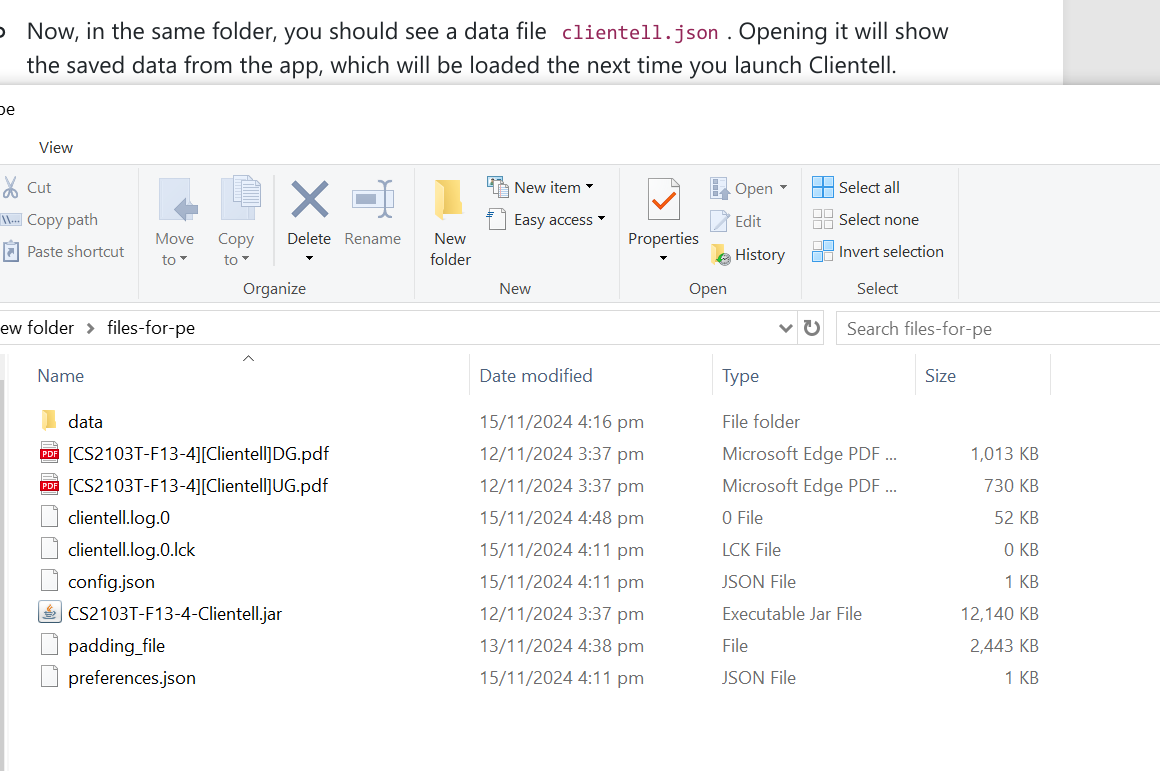 Now, in the same folder, you should see a data file clientell.json . Opening it will show
the saved data from the app, which will be loaded the next time you launch Clientell.
pe
View
Cut
Copy path
Paste shortcut
Move to
Copy to
Delete
Rename
Organize
New folder
New item
Easy access
New
Properties
Open
Edit
History
Open
Select all
Select none
Invert selection
Select
ew folder > files-for-pe
Search files-for-pe
Name Date modified Type Size
data 15/11/2024 4:16 pm File folder
PDF [CS2103T-F13-4][Clientell]DG.pdf 12/11/2024 3:37 pm Microsoft Edge PDF ... 1,013 KB
PDF [CS2103T-F13-4][Clientell]UG.pdf 12/11/2024 3:37 pm Microsoft Edge PDF ... 730 KB
clientell.log.0 15/11/2024 4:48 pm 0 File 52 KB
clientell.log.0.lck 15/11/2024 4:11 pm LCK File 0 KB
config.json 15/11/2024 4:11 pm JSON File 1 KB
CS2103T-F13-4-Clientell.jar 12/11/2024 3:37 pm Executable Jar File 12,140 KB
padding_file 13/11/2024 4:38 pm File 2,443 KB
preferences.json 15/11/2024 4:11 pm JSON File 1 KB